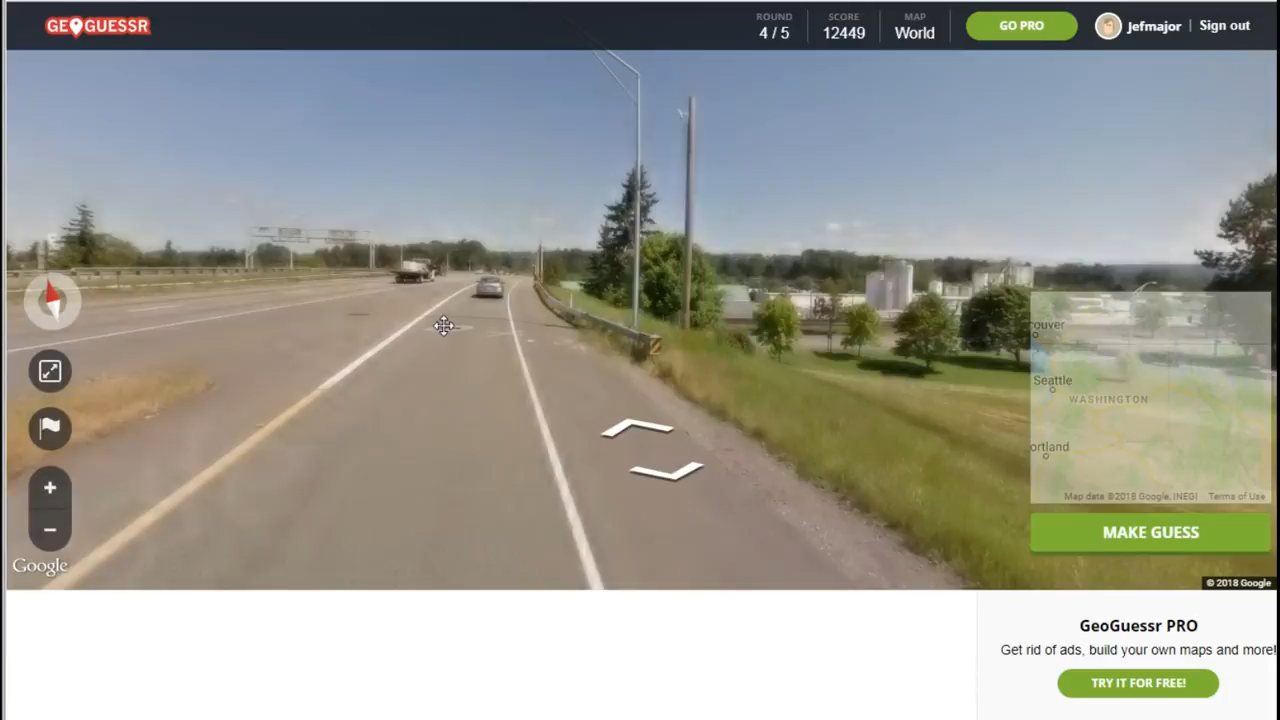 GEOGUESSR
ROUND
4 / 5
SCORE
12449
MAP
World
GO PRO
Jefmajor
Sign out
ouver
Seattle
WASHINGTON
ortland
Map data ©2018 Google, INEGI
Terms of Use
MAKE GUESS
+
−
Google
© 2018 Google
GeoGuessr PRO
Get rid of ads, build your own maps and more!
TRY IT FOR FREE!